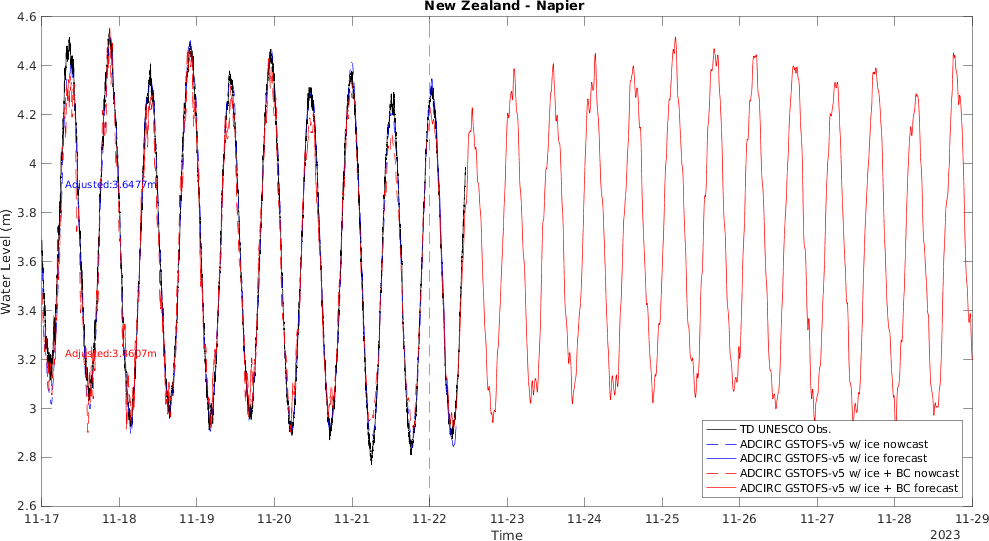 New Zealand - Napier
Water Level (m)
4.6
4.4
4.2
4
3.8
3.6
3.4
3.2
3
2.8
2.6
Adjusted:3.6477m
Adjusted:3.4607m
TD UNESCO Obs.
ADCIRC GSTOFS-v5 w/ ice nowcast
ADCIRC GSTOFS-v5 w/ ice forecast
ADCIRC GSTOFS-v5 w/ ice + BC nowcast
ADCIRC GSTOFS-v5 w/ ice + BC forecast
11-17 11-18 11-19 11-20 11-21 11-22 11-23 11-24 11-25 11-26 11-27 11-28 11-29
Time
2023